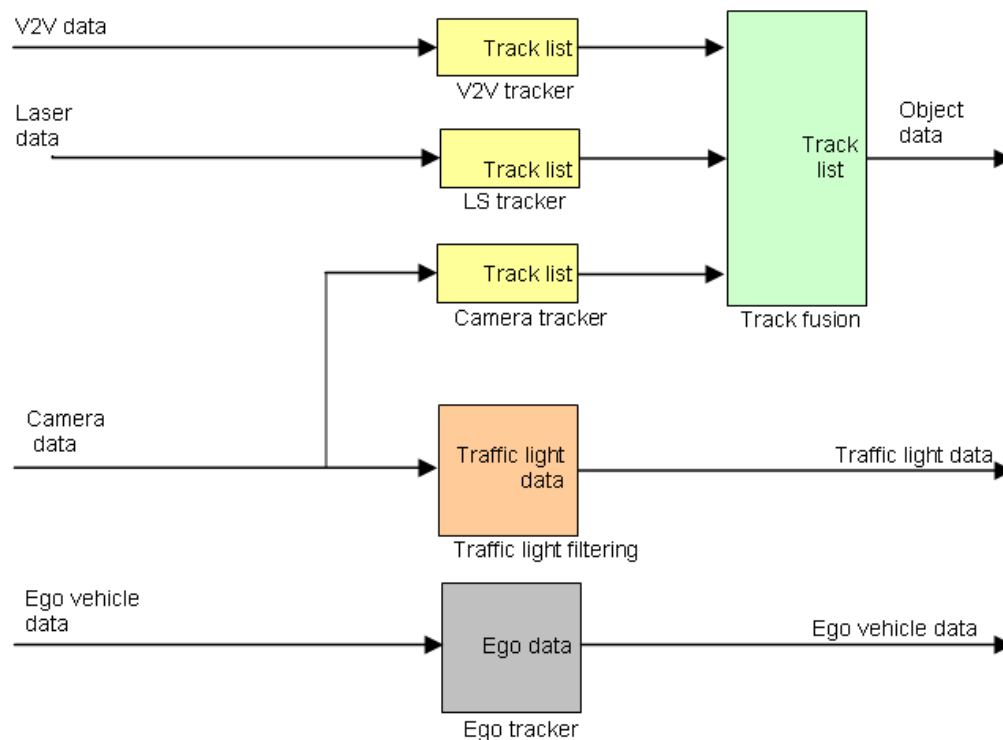 V2V data
Track list
V2V tracker
Laser
data
Track list
LS tracker
Track list
Camera tracker
Track
list
Track fusion
Object
data
Camera
data
Traffic light
data
Traffic light filtering
Traffic light data
Ego vehicle
data
Ego data
Ego tracker
Ego vehicle data